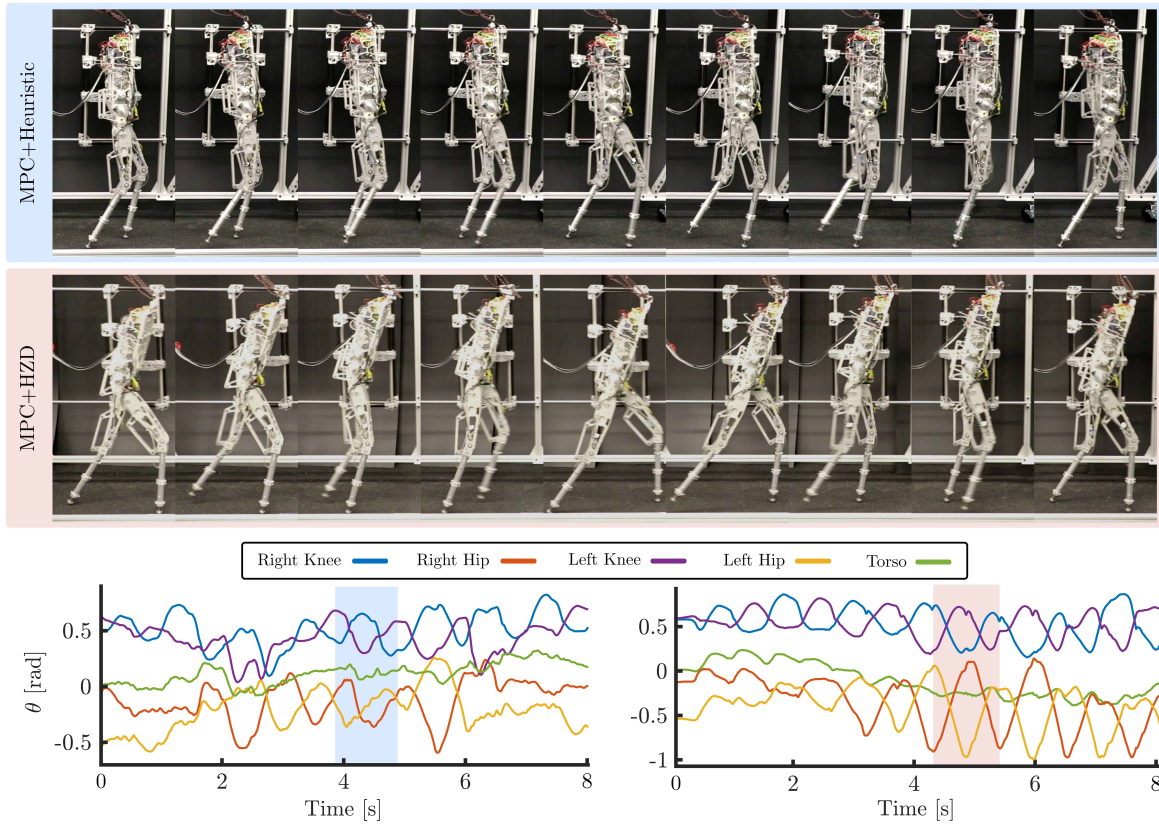 MPC+Heuristic
MPC+HZD
Right Knee Right Hip Left Knee Left Hip Torso
θ [rad]
0.5
0
-0.5
0 2 4 6 8
Time [s]
0.5
0
-0.5
-1
0 2 4 6 8
Time [s]